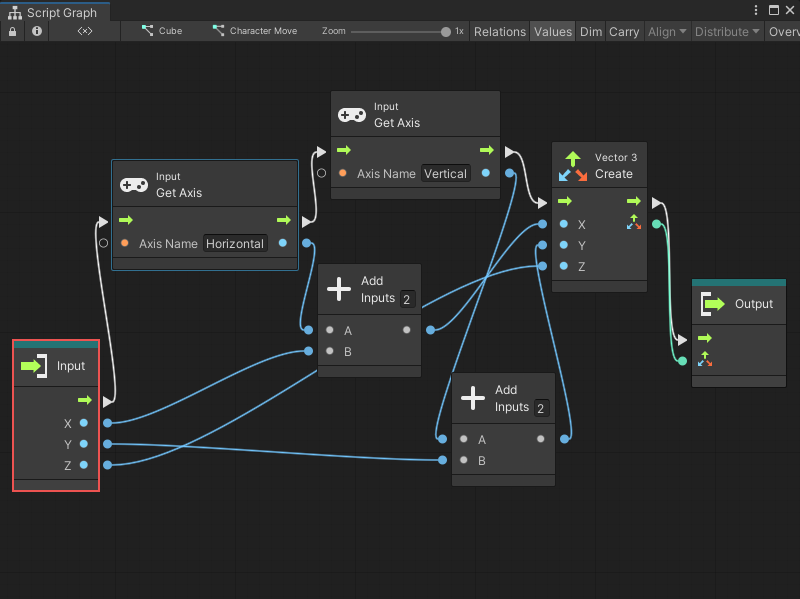 Script Graph
Cube
Character Move
Zoom
1x
Relations
Values
Dim
Carry
Align
Distribute
Overv
Input
Get Axis
Axis Name Vertical
Vector 3
Create
X
Y
Z
Input
Get Axis
Axis Name Horizontal
Add
Inputs 2
A
B
Output
Input
X
Y
Z
Add
Inputs 2
A
B